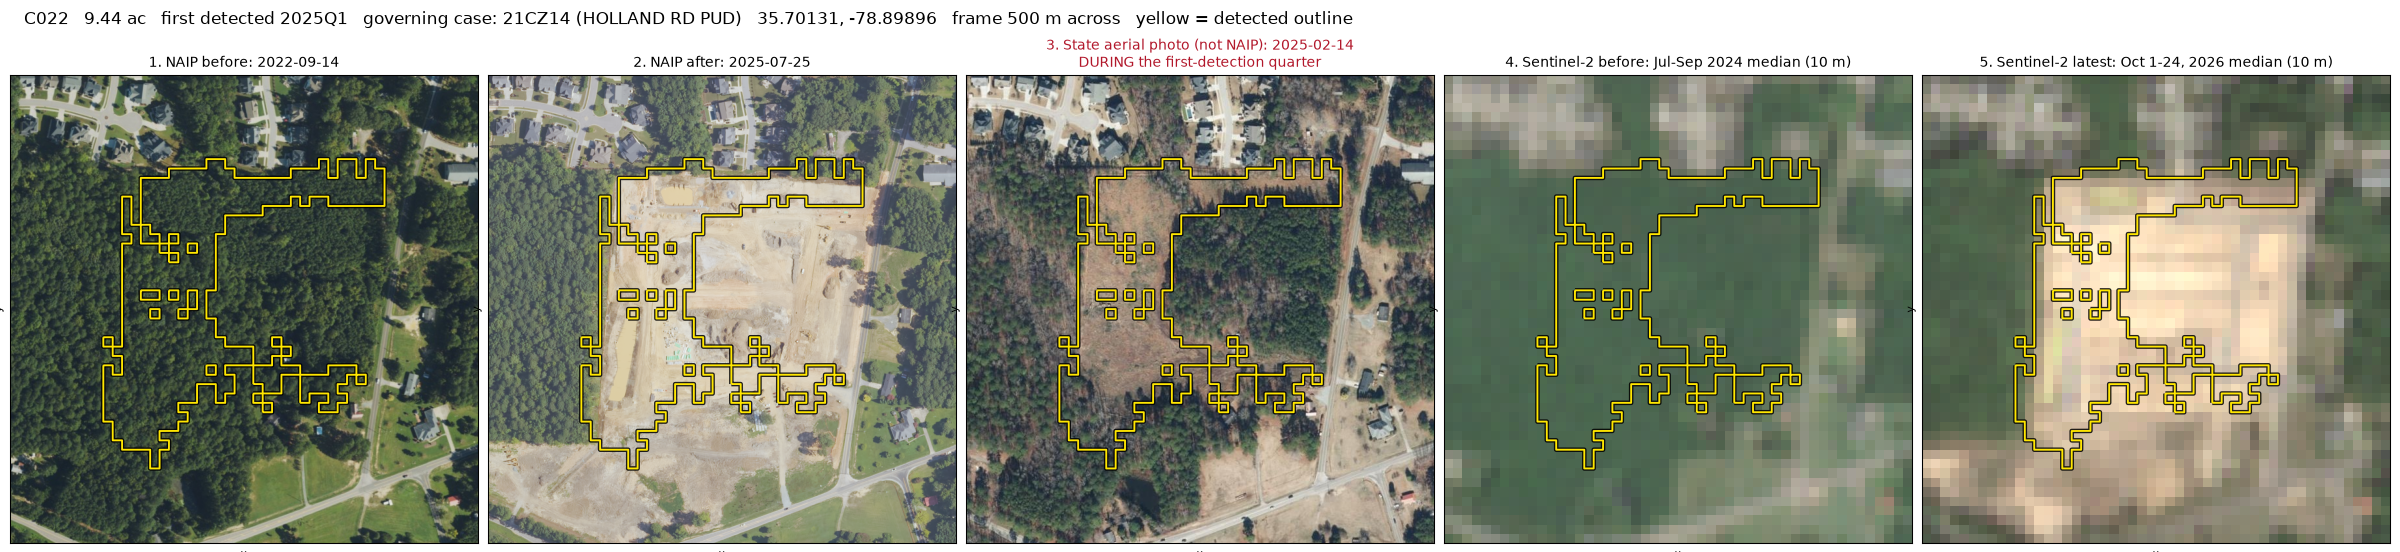 C022   9.44 ac   first detected 2025Q1   governing case: 21CZ14 (HOLLAND RD PUD)   35.70131, -78.89896   frame 500 m across   yellow = detected outline
1. NAIP before: 2022-09-14
2. NAIP after: 2025-07-25
3. State aerial photo (not NAIP): 2025-02-14
DURING the first-detection quarter
4. Sentinel-2 before: Jul-Sep 2024 median (10 m)
5. Sentinel-2 latest: Oct 1-24, 2026 median (10 m)